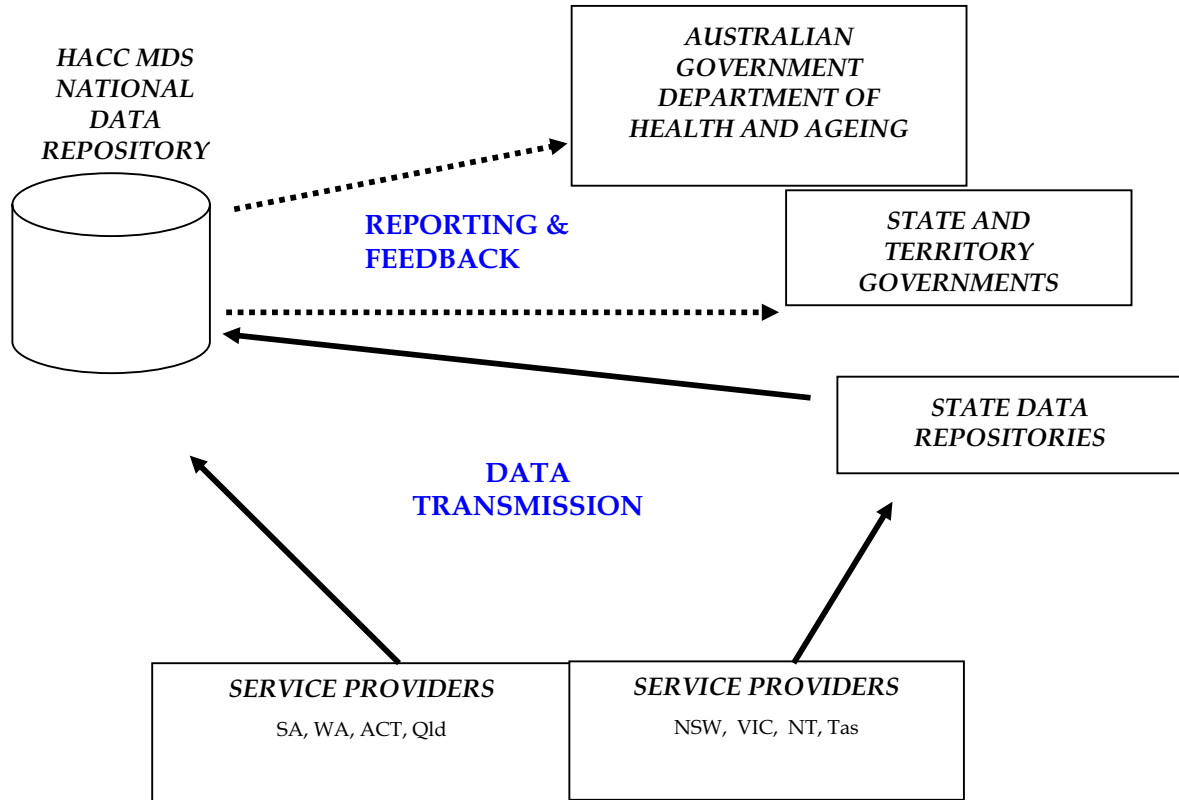 HACC MDS
NATIONAL
DATA
REPOSITORY
AUSTRALIAN
GOVERNMENT
DEPARTMENT OF
HEALTH AND AGEING
REPORTING &
FEEDBACK
STATE AND
TERRITORY
GOVERNMENTS
STATE DATA
REPOSITORIES
DATA
TRANSMISSION
SERVICE PROVIDERS
SA, WA, ACT, Qld
SERVICE PROVIDERS
NSW, VIC, NT, Tas